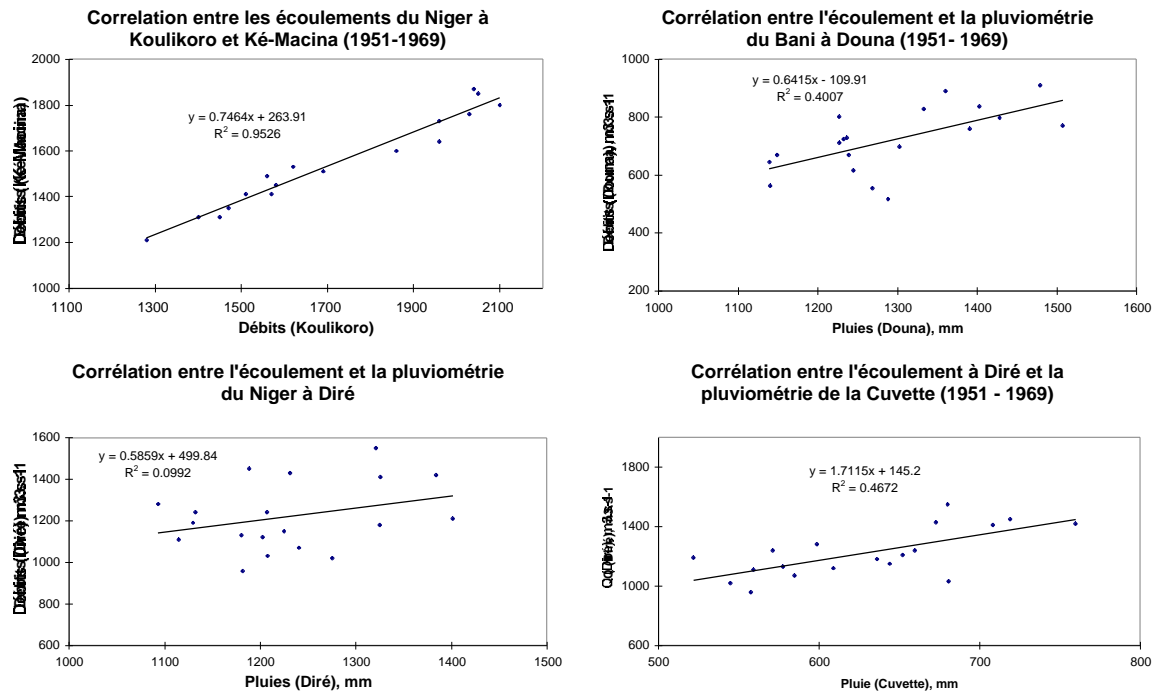 Correlation entre les écoulements du Niger à
Koulikoro et Ké-Macina (1951-1969)
2000
1800
1600
1400
1200
1000
y = 0.7464x + 263.91
R2 = 0.9526
1100 1300 1500 1700 1900 2100
Débits (Koulikoro)
Corrélation entre l'écoulement et la pluviométrie
du Bani à Douna (1951- 1969)
1000
800
600
400
200
y = 0.6415x - 109.91
R2 = 0.4007
1000 1100 1200 1300 1400 1500 1600
Pluies (Douna), mm
Corrélation entre l'écoulement et la pluviométrie
du Niger à Diré
1600
1400
1200
1000
800
600
y = 0.5859x + 499.84
R2 = 0.0992
1000 1100 1200 1300 1400 1500
Pluies (Diré), mm
Corrélation entre l'écoulement à Diré et la
pluviométrie de la Cuvette (1951 - 1969)
1800
1400
1000
600
y = 1.7115x + 145.2
R2 = 0.4672
500 600 700 800
Pluie (Cuvette), mm